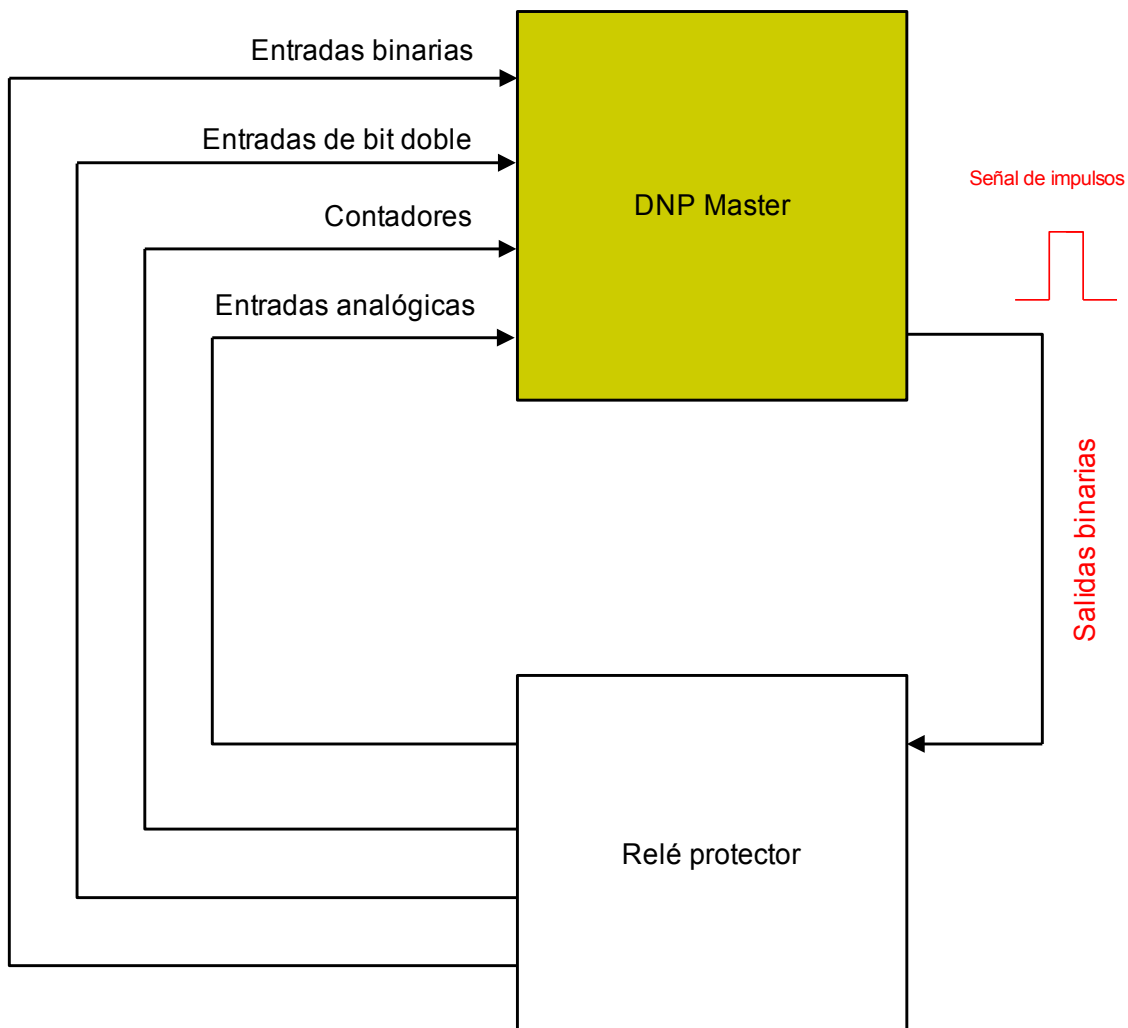 Entradas binarias
Entradas de bit doble
Contadores
Entradas analógicas
DNP Master
Señal de impulsos
Salidas binarias
Relé protector